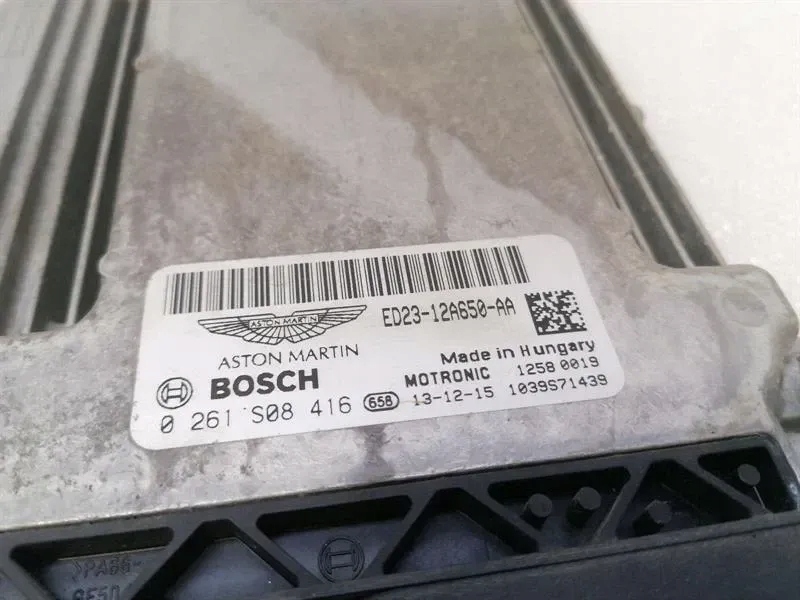 ASTON MARTIN
ED23-12A650-AA
ASTON MARTIN
Made in Hungary
BOSCH
MOTRONIC 1258 0019
0 261 S08 416 658 13-12-15 1039S71439
>PA66-